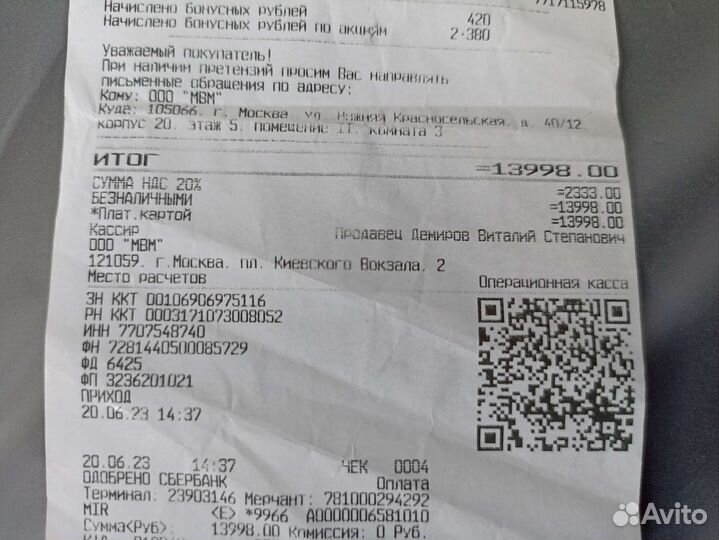 7717115978
Начислено бонусных рублей 420
Начислено бонусных рублей по акциям 2·380
Уважаемый покупатель!
При наличии претензий просим Вас направлять
письменные обращения по адресу:
Кому: ООО "МВМ"
Куда: 105066. г. Москва. ул. Нижняя Красносельская. д. 40/12
корпус 20. этаж 5. помещение II. комната 3
ИТОГ =13998.00
СУММА НДС 20% =2333.00
БЕЗНАЛИЧНЫМИ =13998.00
*Плат.картой =13998.00
Кассир Продавец Демиров Виталий Степанович
ООО "МВМ"
121059. г.Москва. пл. Киевского Вокзала. 2
Место расчетов Операционная касса
ЗН ККТ 00106906975116
РН ККТ 0003171073008052
ИНН 7707548740
ФН 7281440500085729
ФД 6425
ФП 3236201021
ПРИХОД
20.06.23 14:37
20.06.23 14:37 ЧЕК 0004
ОДОБРЕНО СБЕРБАНК Оплата
Терминал: 23903146 Мерчант: 781000294292
MIR <E> *9966 A0000006581010
Сумма(Руб): 13998.00 Комиссия: 0 Руб.
Avito